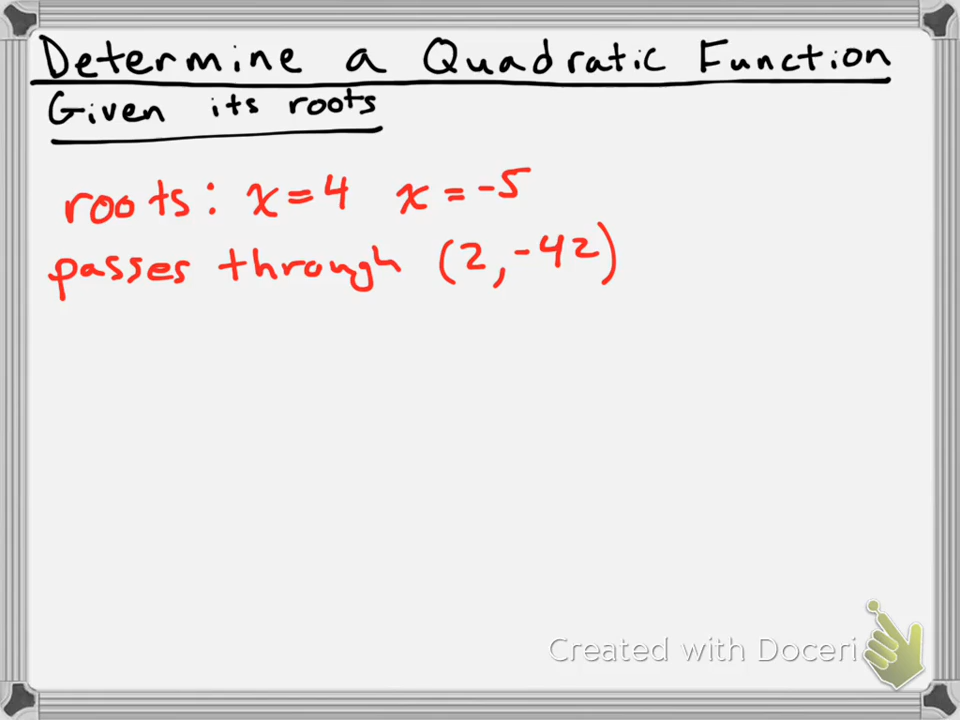 Determine a Quadratic Function
Given its roots
roots: x=4 x=-5
passes through (2,-42)
Created with Doceri